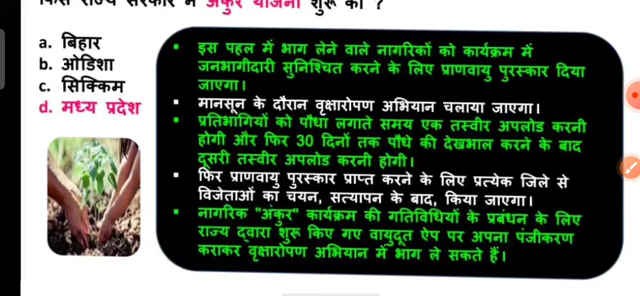 किस राज्य सरकार ने अंकुर योजना शुरू की ?
a. बिहार
b. ओडिशा
c. सिक्किम
d. मध्य प्रदेश
इस पहल में भाग लेने वाले नागरिकों को कार्यक्रम में
जनभागीदारी सुनिश्चित करने के लिए प्राणवायु पुरस्कार दिया
जाएगा।
मानसून के दौरान वृक्षारोपण अभियान चलाया जाएगा।
प्रतिभागियों को पौधा लगाते समय एक तस्वीर अपलोड करनी
होगी और फिर 30 दिनों तक पौधे की देखभाल करने के बाद
दूसरी तस्वीर अपलोड करनी होगी।
फिर प्राणवायु पुरस्कार प्राप्त करने के लिए प्रत्येक जिले से
विजेताओं का चयन, सत्यापन के बाद, किया जाएगा।
नागरिक "अंकुर" कार्यक्रम की गतिविधियों के प्रबंधन के लिए
राज्य द्वारा शुरू किए गए वायुदूत ऐप पर अपना पंजीकरण
कराकर वृक्षारोपण अभियान में भाग ले सकते हैं।